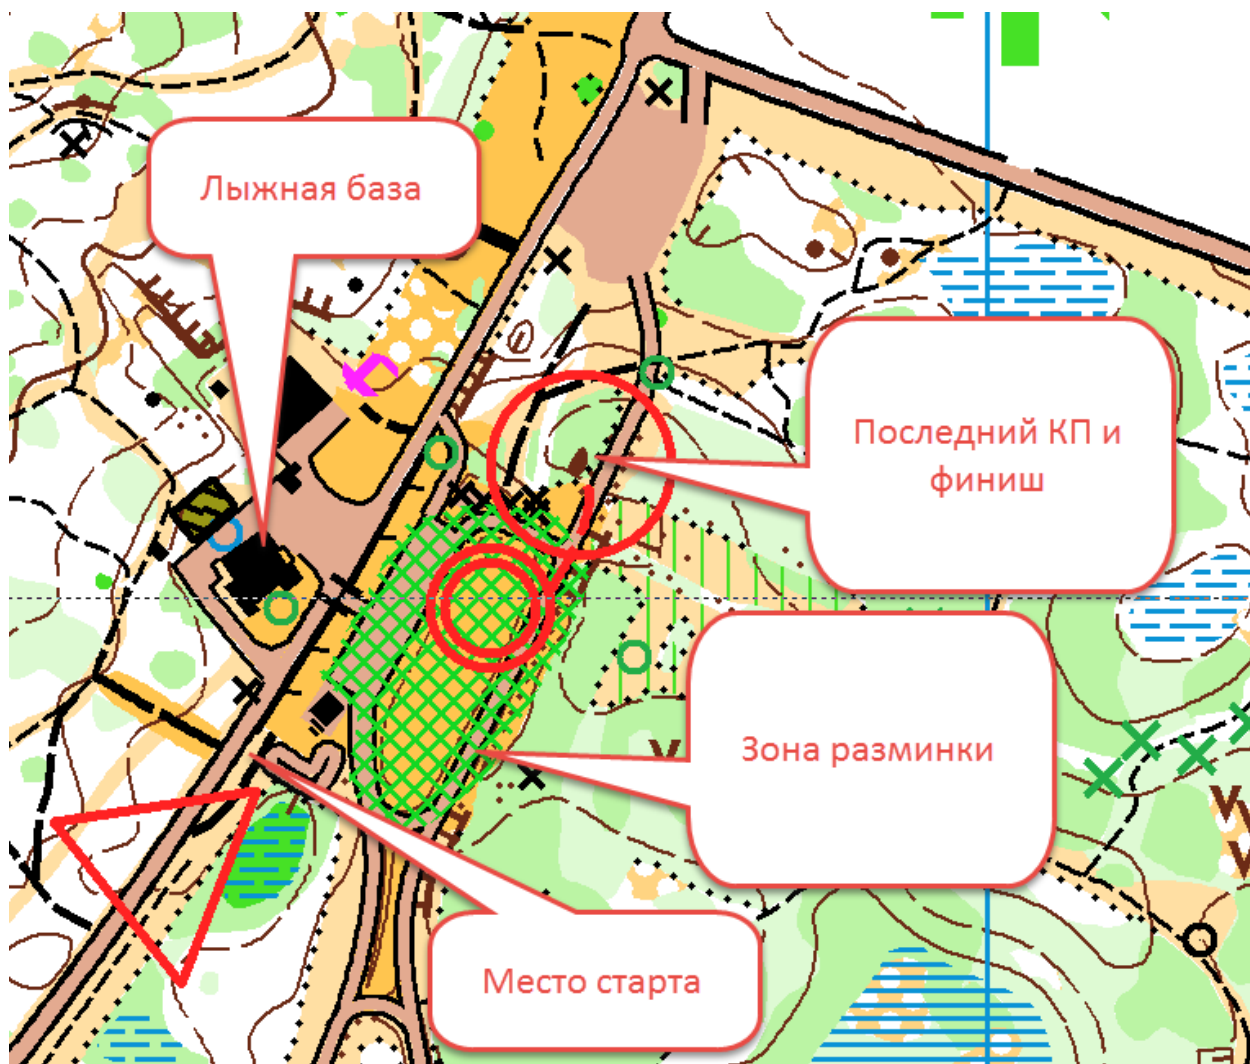 Лыжная база
Последний КП и
финиш
Зона разминки
Место старта